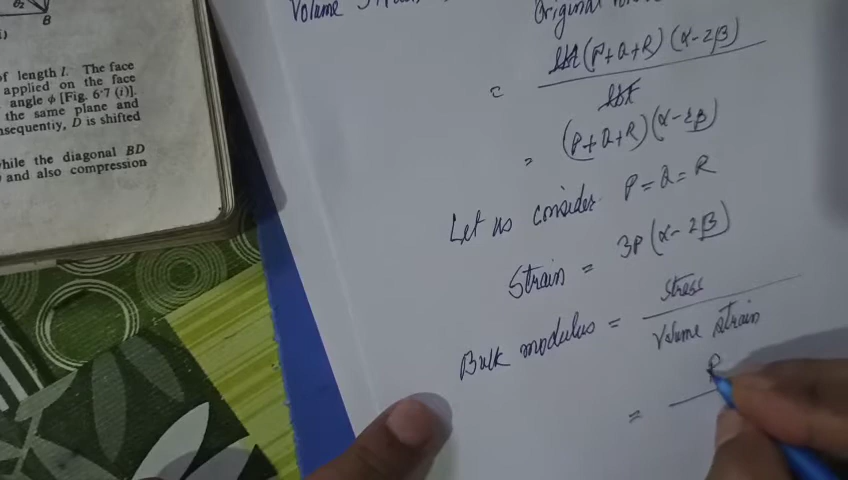 θ₂
B
i)
of length l. The face
applied on the face
angle φ [Fig. 6·7 (i)].
the same plane and
nsequently, D is shifted
hile the diagonal BD
and also compression
Volume Strain
Original
(P+Q+R)(α-2β)
=
= (P+Q+R)(α-2β)
Let us consider P=Q=R
Strain = 3P(α-2β)
Bulk modulus = Stress
Volume strain
= P